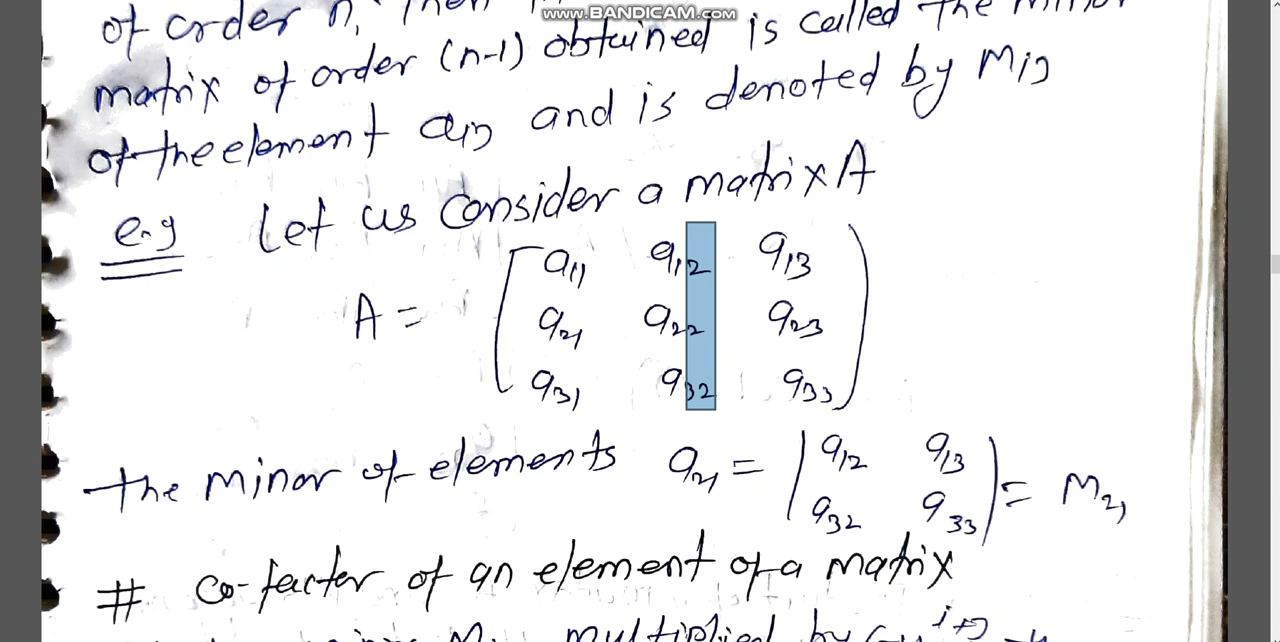 www.BANDICAM.com
of order n, Then
matrix of order (n-1) obtained is called the minor
of the element aij and is denoted by Mij
e.g Let us consider a matrix A
A = [ a11 a12 a13
a21 a22 a23
a31 a32 a33 ]
the minor of elements a21 = | a12 a13
a32 a33 | = M21
# co-factor of an element of a matrix
multiplied by (-1)^i+j